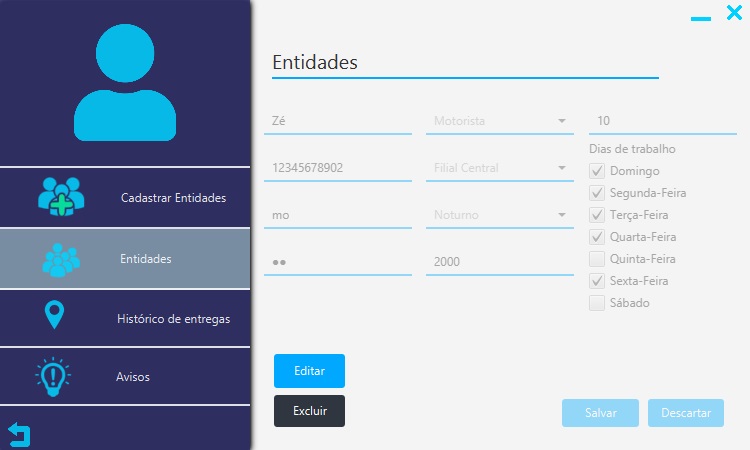 Entidades
Cadastrar Entidades
Entidades
Histórico de entregas
Avisos
Zé
Motorista
10
12345678902
Filial Central
mo
Noturno
●●
2000
Dias de trabalho
Domingo
Segunda-Feira
Terça-Feira
Quarta-Feira
Quinta-Feira
Sexta-Feira
Sábado
Editar
Excluir
Salvar
Descartar